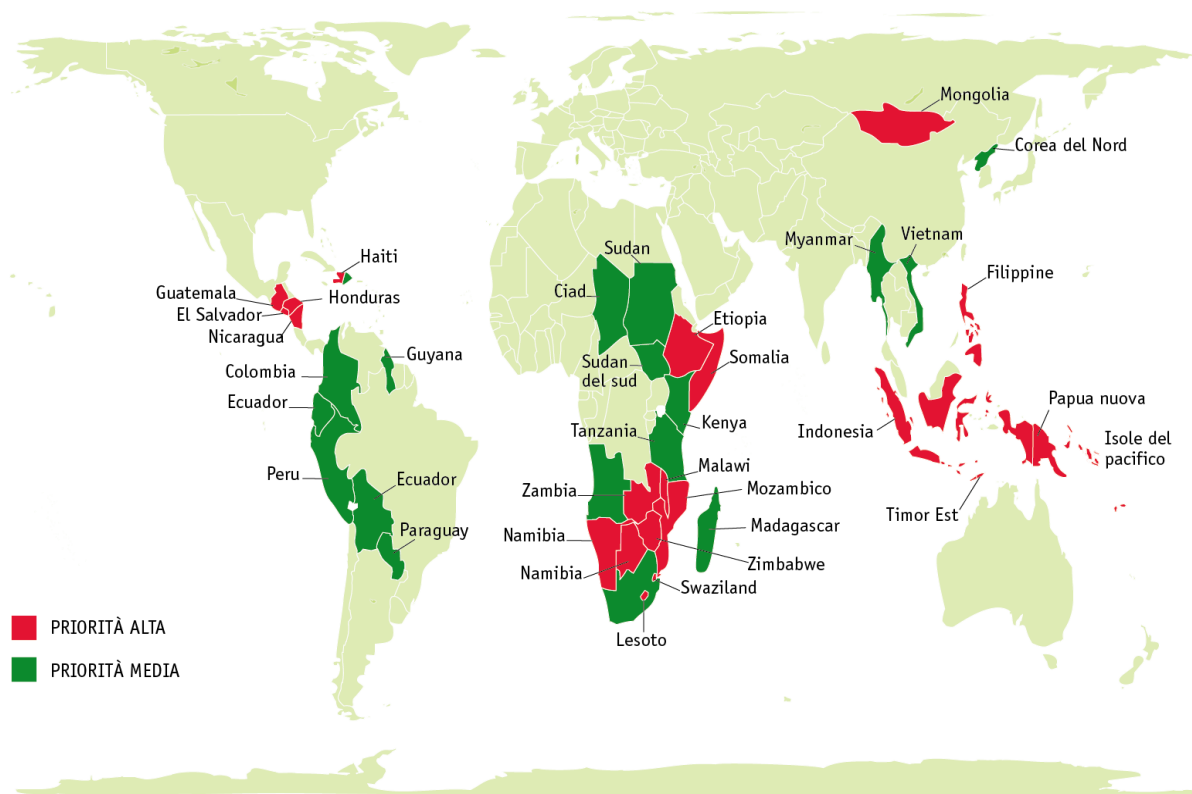 Mongolia
Corea del Nord
Myanmar
Vietnam
Filippine
Haiti
Guatemala
Honduras
El Salvador
Nicaragua
Guyana
Colombia
Ecuador
Peru
Ecuador
Paraguay
Sudan
Ciad
Etiopia
Sudan
del sud
Somalia
Kenya
Tanzania
Malawi
Zambia
Mozambico
Madagascar
Namibia
Zimbabwe
Namibia
Swaziland
Lesoto
Papua nuova
Indonesia
Isole del
pacifico
Timor Est
PRIORITÀ ALTA
PRIORITÀ MEDIA